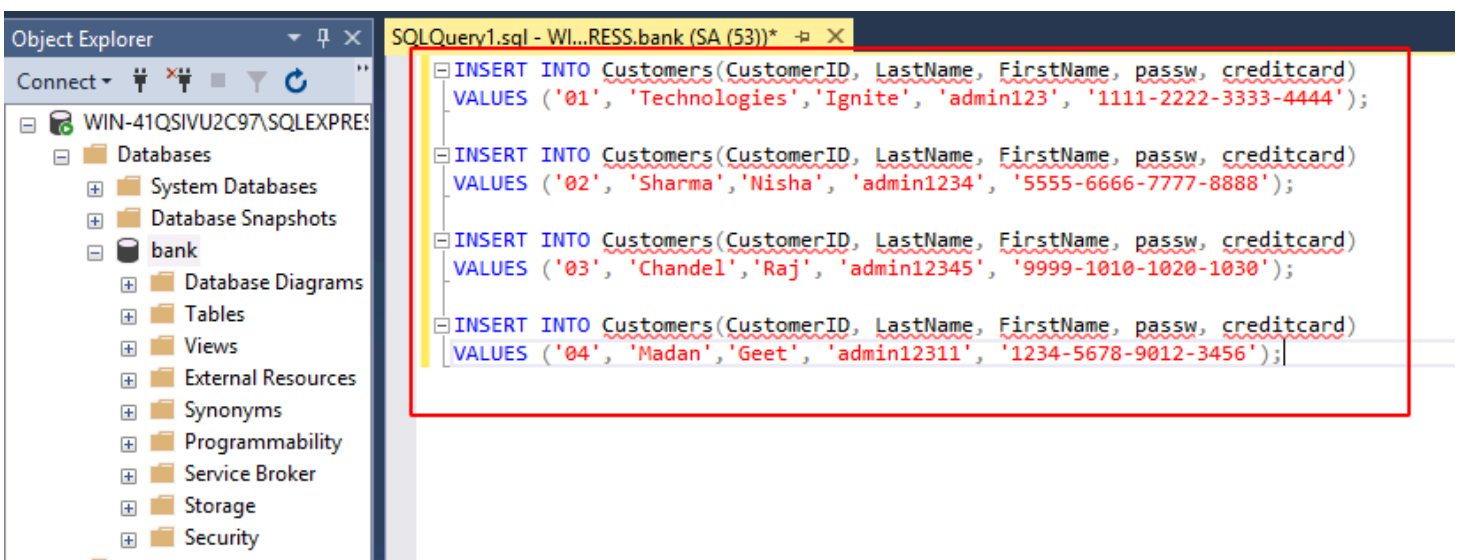 Object Explorer
Connect
WIN-41QSIVU2C97\SQLEXPRES
Databases
System Databases
Database Snapshots
bank
Database Diagrams
Tables
Views
External Resources
Synonyms
Programmability
Service Broker
Storage
Security
SQLQuery1.sql - WI...RESS.bank (SA (53))*
INSERT INTO Customers(CustomerID, LastName, FirstName, passw, creditcard)
VALUES ('01', 'Technologies','Ignite', 'admin123', '1111-2222-3333-4444');
INSERT INTO Customers(CustomerID, LastName, FirstName, passw, creditcard)
VALUES ('02', 'Sharma','Nisha', 'admin1234', '5555-6666-7777-8888');
INSERT INTO Customers(CustomerID, LastName, FirstName, passw, creditcard)
VALUES ('03', 'Chandel','Raj', 'admin12345', '9999-1010-1020-1030');
INSERT INTO Customers(CustomerID, LastName, FirstName, passw, creditcard)
VALUES ('04', 'Madan','Geet', 'admin12311', '1234-5678-9012-3456');